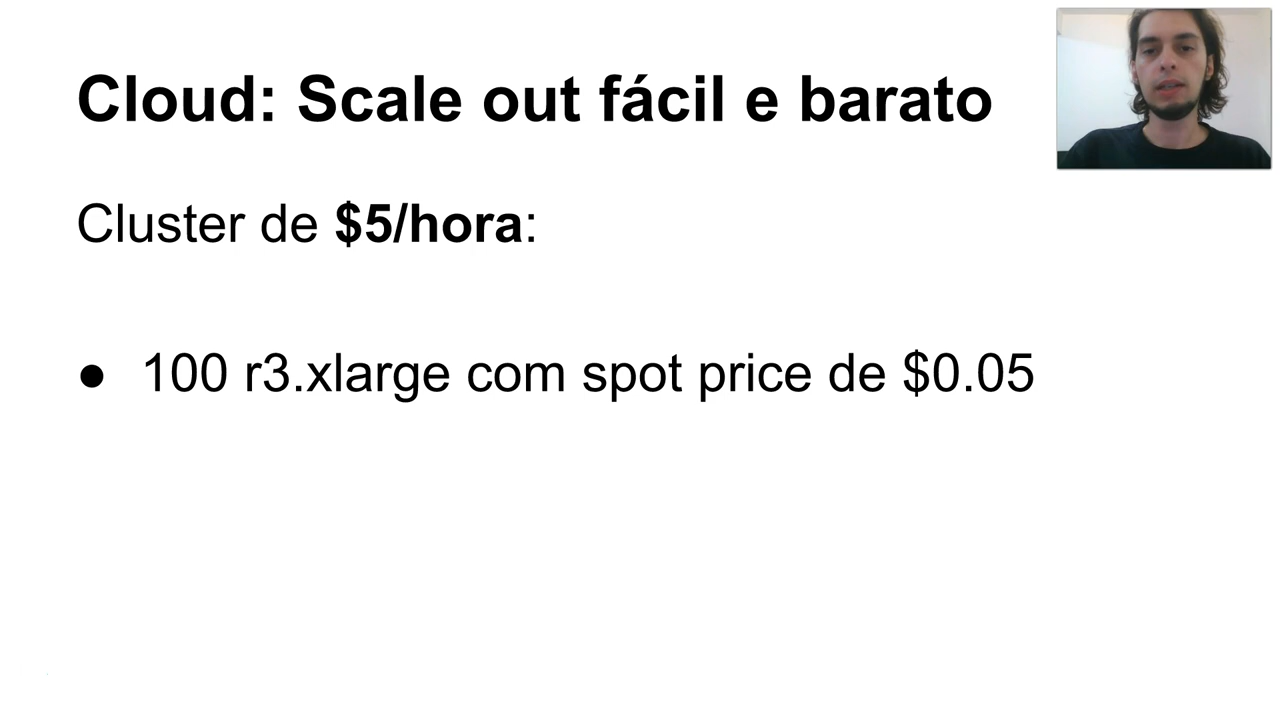 Cloud: Scale out fácil e barato
Cluster de $5/hora:
● 100 r3.xlarge com spot price de $0.05